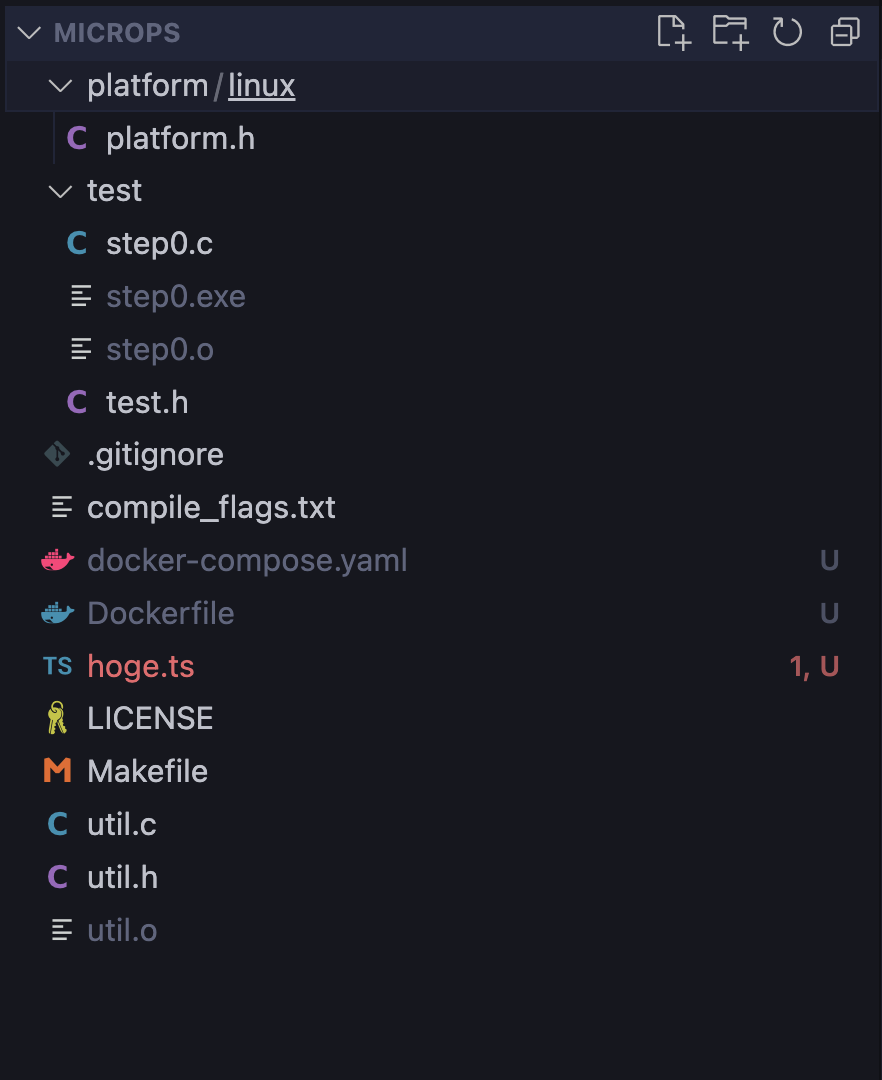 MICROPS
platform/linux
C platform.h
test
C step0.c
step0.exe
step0.o
C test.h
.gitignore
compile_flags.txt
docker-compose.yaml U
Dockerfile U
TS hoge.ts 1, U
LICENSE
M Makefile
C util.c
C util.h
util.o